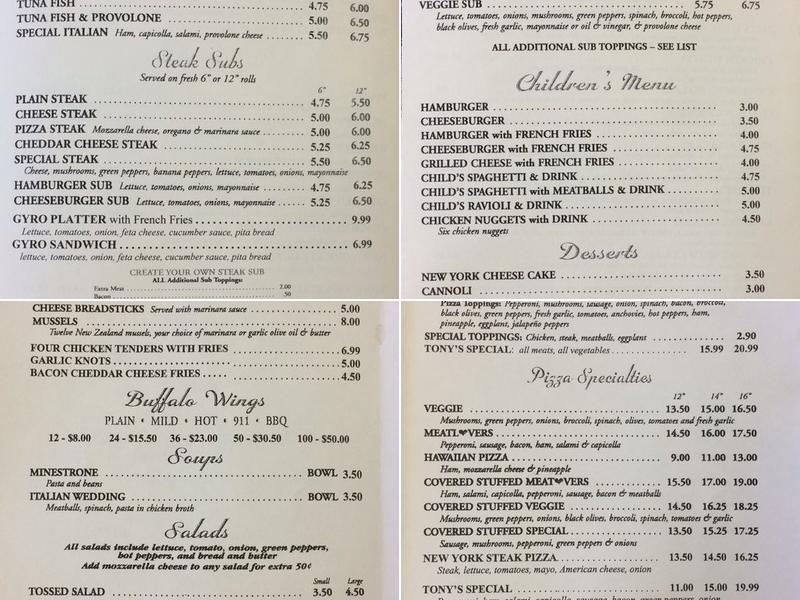 TUNA FISH 4.75 6.00
TUNA FISH & PROVOLONE 5.00 6.50
SPECIAL ITALIAN Ham, capicolla, salami, provolone cheese 5.50 6.75
Steak Subs
Served on fresh 6" or 12" rolls
6" 12"
PLAIN STEAK 4.75 5.50
CHEESE STEAK 5.00 6.00
PIZZA STEAK Mozzarella cheese, oregano & marinara sauce 5.00 6.00
CHEDDAR CHEESE STEAK 5.25 6.25
SPECIAL STEAK 5.50 6.50
Cheese, mushrooms, green peppers, banana peppers, lettuce, tomatoes, onions, mayonnaise
HAMBURGER SUB Lettuce, tomatoes, onions, mayonnaise 4.75 6.25
CHEESEBURGER SUB Lettuce, tomatoes, onions, mayonnaise 5.25 6.50
GYRO PLATTER with French Fries 9.99
Lettuce, tomatoes, onion, feta cheese, cucumber sauce, pita bread
GYRO SANDWICH 6.99
lettuce, tomatoes, onion, feta cheese, cucumber sauce, pita bread
CREATE YOUR OWN STEAK SUB
ALL Additional Sub Toppings:
Extra Meat 2.00
Bacon .50
VEGGIE SUB 5.75 6.75
Lettuce, tomatoes, onions, mushrooms, green peppers, spinach, broccoli, hot peppers,
black olives, fresh garlic, mayonnaise or oil & vinegar, & provolone cheese
ALL ADDITIONAL SUB TOPPINGS – SEE LIST
Children's Menu
HAMBURGER 3.00
CHEESEBURGER 3.50
HAMBURGER with FRENCH FRIES 4.00
CHEESEBURGER with FRENCH FRIES 4.75
GRILLED CHEESE with FRENCH FRIES 4.00
CHILD'S SPAGHETTI & DRINK 4.75
CHILD'S SPAGHETTI with MEATBALLS & DRINK 5.00
CHILD'S RAVIOLI & DRINK 5.00
CHICKEN NUGGETS with DRINK 4.50
Six chicken nuggets
Desserts
NEW YORK CHEESE CAKE 3.50
CANNOLI 3.00
CHEESE BREADSTICKS Served with marinara sauce 5.00
MUSSELS 8.00
Twelve New Zealand mussels, your choice of marinara or garlic olive oil & butter
FOUR CHICKEN TENDERS WITH FRIES 6.99
GARLIC KNOTS 5.00
BACON CHEDDAR CHEESE FRIES 4.50
Buffalo Wings
PLAIN • MILD • HOT • 911 • BBQ
12 - $8.00 24 - $15.50 36 - $23.00 50 - $30.50 100 - $50.00
Soups
MINESTRONE BOWL 3.50
Pasta and beans
ITALIAN WEDDING BOWL 3.50
Meatballs, spinach, pasta in chicken broth
Salads
All salads include lettuce, tomato, onion, green peppers,
hot peppers, and bread and butter
Add mozzarella cheese to any salad for extra 50¢
Small Large
TOSSED SALAD 3.50 4.50
Pizza Toppings: Pepperoni, mushrooms, sausage, onion, spinach, bacon, broccoli,
black olives, green peppers, fresh garlic, tomatoes, anchovies, hot peppers, ham,
pineapple, eggplant, jalapeño peppers
SPECIAL TOPPINGS: Chicken, steak, meatballs, eggplant 2.90
TONY'S SPECIAL: all meats, all vegetables 15.99 20.99
Pizza Specialties
12" 14" 16"
VEGGIE 13.50 15.00 16.50
Mushrooms, green peppers, onions, broccoli, spinach, olives, tomatoes and fresh garlic
MEATL❤VERS 14.50 16.00 17.50
Pepperoni, sausage, bacon, ham, salami & capicolla
HAWAIIAN PIZZA 9.00 11.00 13.00
Ham, mozzarella cheese & pineapple
COVERED STUFFED MEAT❤VERS 15.50 17.00 19.00
Ham, salami, capicolla, pepperoni, sausage, bacon & meatballs
COVERED STUFFED VEGGIE 14.50 16.25 18.25
Mushrooms, green peppers, onions, black olives, broccoli, spinach, tomatoes & garlic
COVERED STUFFED SPECIAL 13.50 15.25 17.25
Sausage, mushrooms, pepperoni, green peppers & onions
NEW YORK STEAK PIZZA 13.50 14.50 16.25
Steak, lettuce, tomatoes, mayo, American cheese, onion
TONY'S SPECIAL 11.00 15.00 19.99